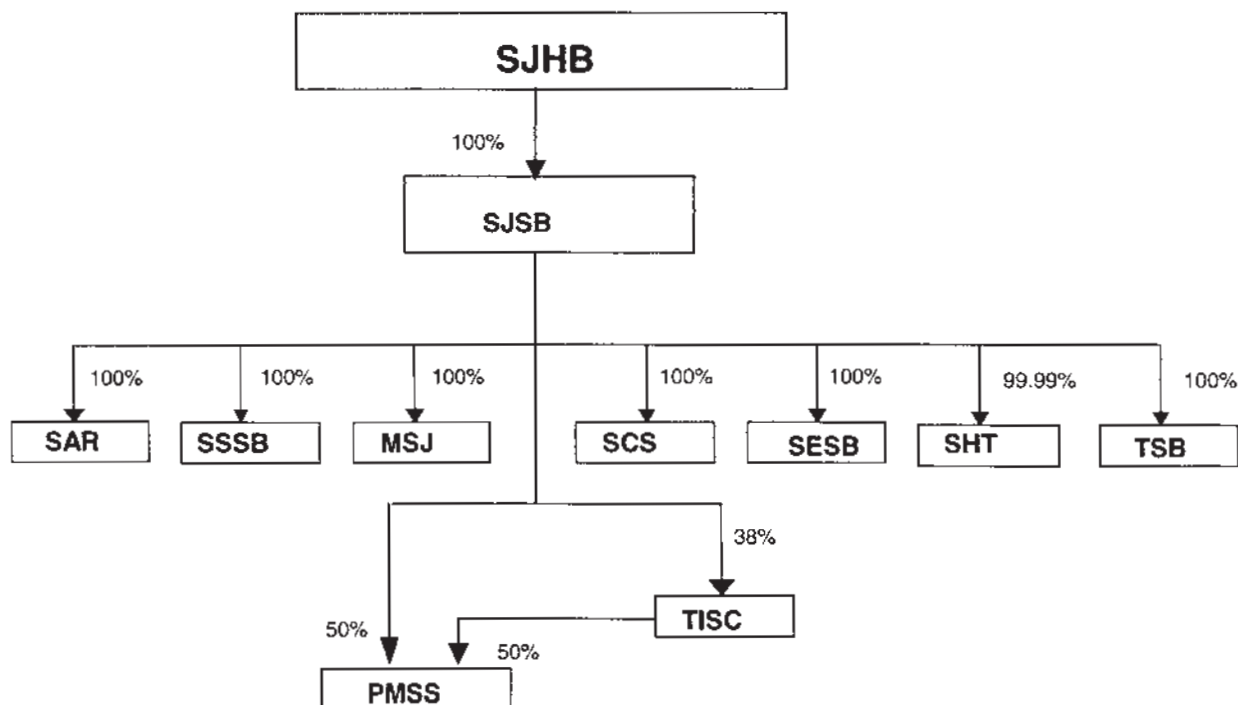 SJHB
100%
SJSB
100% 100% 100% 100% 100% 99.99% 100%
SAR SSSB MSJ SCS SESB SHT TSB
38%
TISC
50% 50%
PMSS